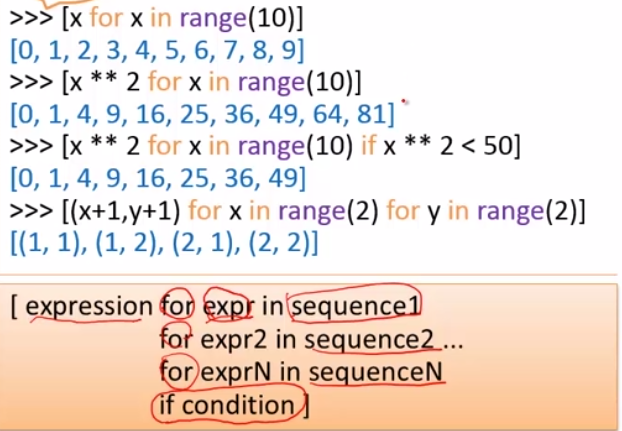 >>> [x for x in range(10)]
[0, 1, 2, 3, 4, 5, 6, 7, 8, 9]
>>> [x ** 2 for x in range(10)]
[0, 1, 4, 9, 16, 25, 36, 49, 64, 81]
>>> [x ** 2 for x in range(10) if x ** 2 < 50]
[0, 1, 4, 9, 16, 25, 36, 49]
>>> [(x+1,y+1) for x in range(2) for y in range(2)]
[(1, 1), (1, 2), (2, 1), (2, 2)]
[ expression for expr in sequence1
for expr2 in sequence2 ...
for exprN in sequenceN
if condition ]